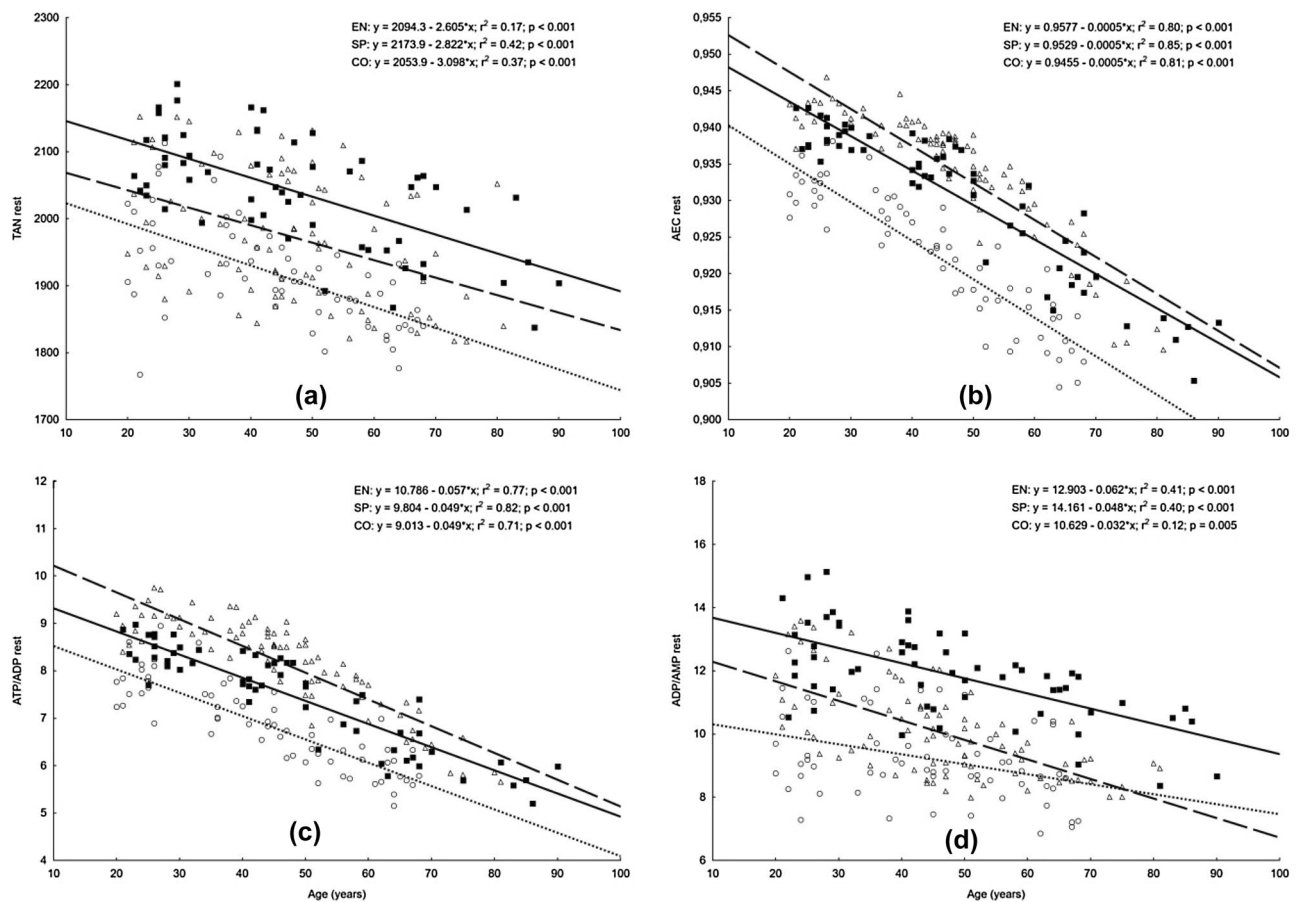 EN: y = 2094.3 - 2.605*x; r² = 0.17; p < 0.001
SP: y = 2173.9 - 2.822*x; r² = 0.42; p < 0.001
CO: y = 2053.9 - 3.098*x; r² = 0.37; p < 0.001
2300
2200
2100
2000
1900
1800
1700
TAN rest
(a)
10 20 30 40 50 60 70 80 90 100
EN: y = 0.9577 - 0.0005*x; r² = 0.80; p < 0.001
SP: y = 0.9529 - 0.0005*x; r² = 0.85; p < 0.001
CO: y = 0.9455 - 0.0005*x; r² = 0.81; p < 0.001
0,955
0,950
0,945
0,940
0,935
0,930
0,925
0,920
0,915
0,910
0,905
0,900
AEC rest
(b)
10 20 30 40 50 60 70 80 90 100
EN: y = 10.786 - 0.057*x; r² = 0.77; p < 0.001
SP: y = 9.804 - 0.049*x; r² = 0.82; p < 0.001
CO: y = 9.013 - 0.049*x; r² = 0.71; p < 0.001
12
11
10
9
8
7
6
5
4
ATP/ADP rest
(c)
10 20 30 40 50 60 70 80 90 100
Age (years)
EN: y = 12.903 - 0.062*x; r² = 0.41; p < 0.001
SP: y = 14.161 - 0.048*x; r² = 0.40; p < 0.001
CO: y = 10.629 - 0.032*x; r² = 0.12; p = 0.005
18
16
14
12
10
8
6
ADP/AMP rest
(d)
10 20 30 40 50 60 70 80 90 100
Age (years)